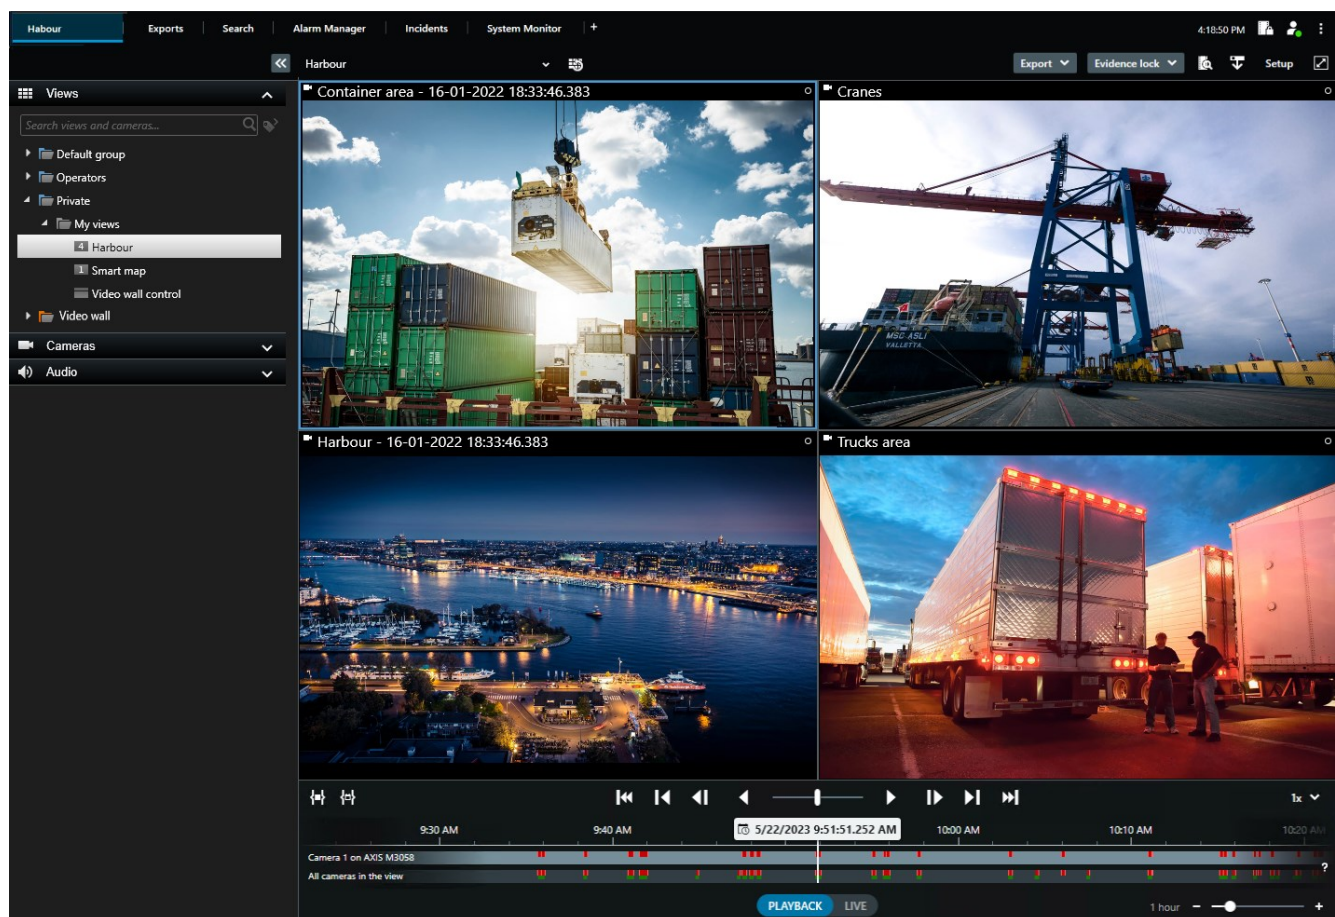 Habour
Exports
Search
Alarm Manager
Incidents
System Monitor
+
4:18:50 PM
Harbour
Export
Evidence lock
Setup
Views
Search views and cameras...
Default group
Operators
Private
My views
4 Harbour
1 Smart map
Video wall control
Video wall
Cameras
Audio
Container area - 16-01-2022 18:33:46.383
Cranes
MSC ASLI
VALLETTA
Harbour - 16-01-2022 18:33:46.383
Trucks area
1x
9:30 AM
9:40 AM
5/22/2023 9:51:51.252 AM
10:00 AM
10:10 AM
10:20 AM
Camera 1 on AXIS M3058
All cameras in the view
?
PLAYBACK
LIVE
1 hour